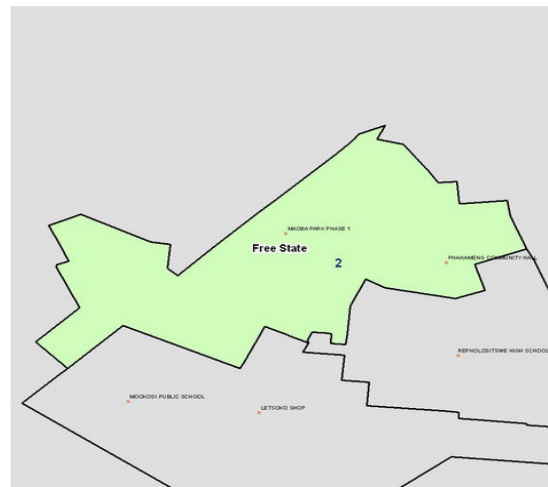 MAOBA PARK PHASE 1
Free State
2
PHAHAMENG COMMUNITY HALL
REPHOLOSITSWE HIGH SCHOOL
MOOKODI PUBLIC SCHOOL
LETSOKO SHOP